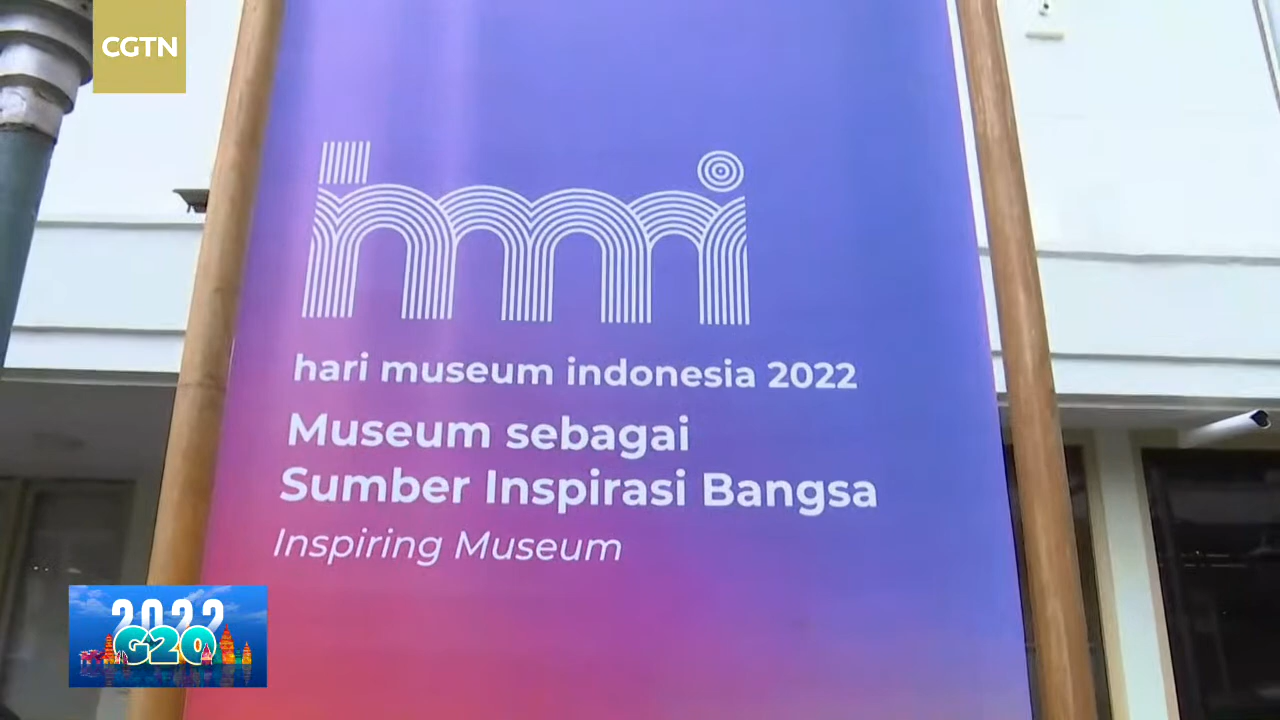 CGTN
hmi
hari museum indonesia 2022
Museum sebagai
Sumber Inspirasi Bangsa
Inspiring Museum
2022
G20